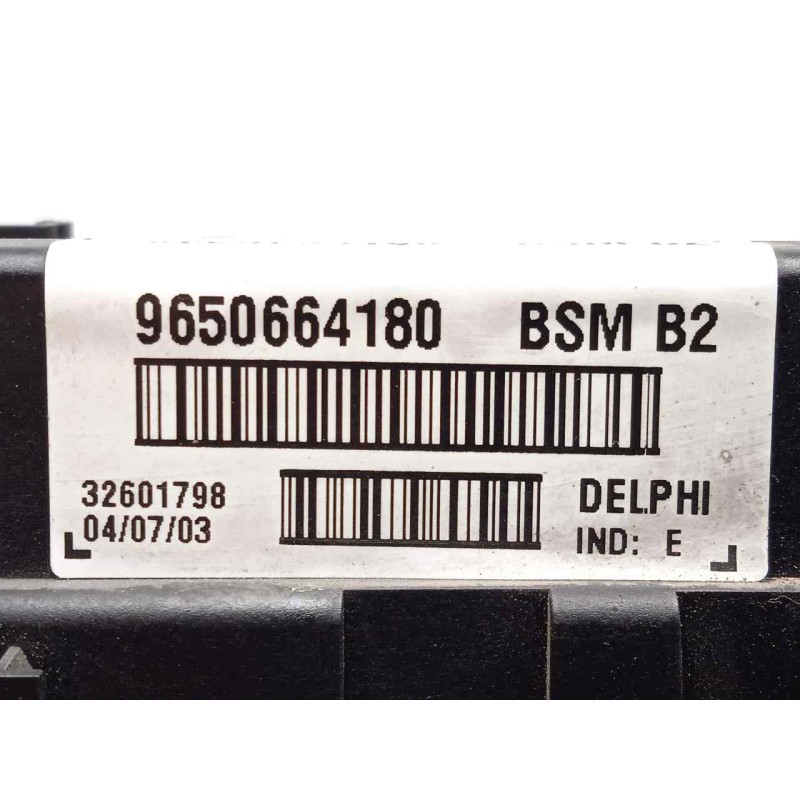 9650664180 BSM B2
32601798 DELPHI
04/07/03 IND: E